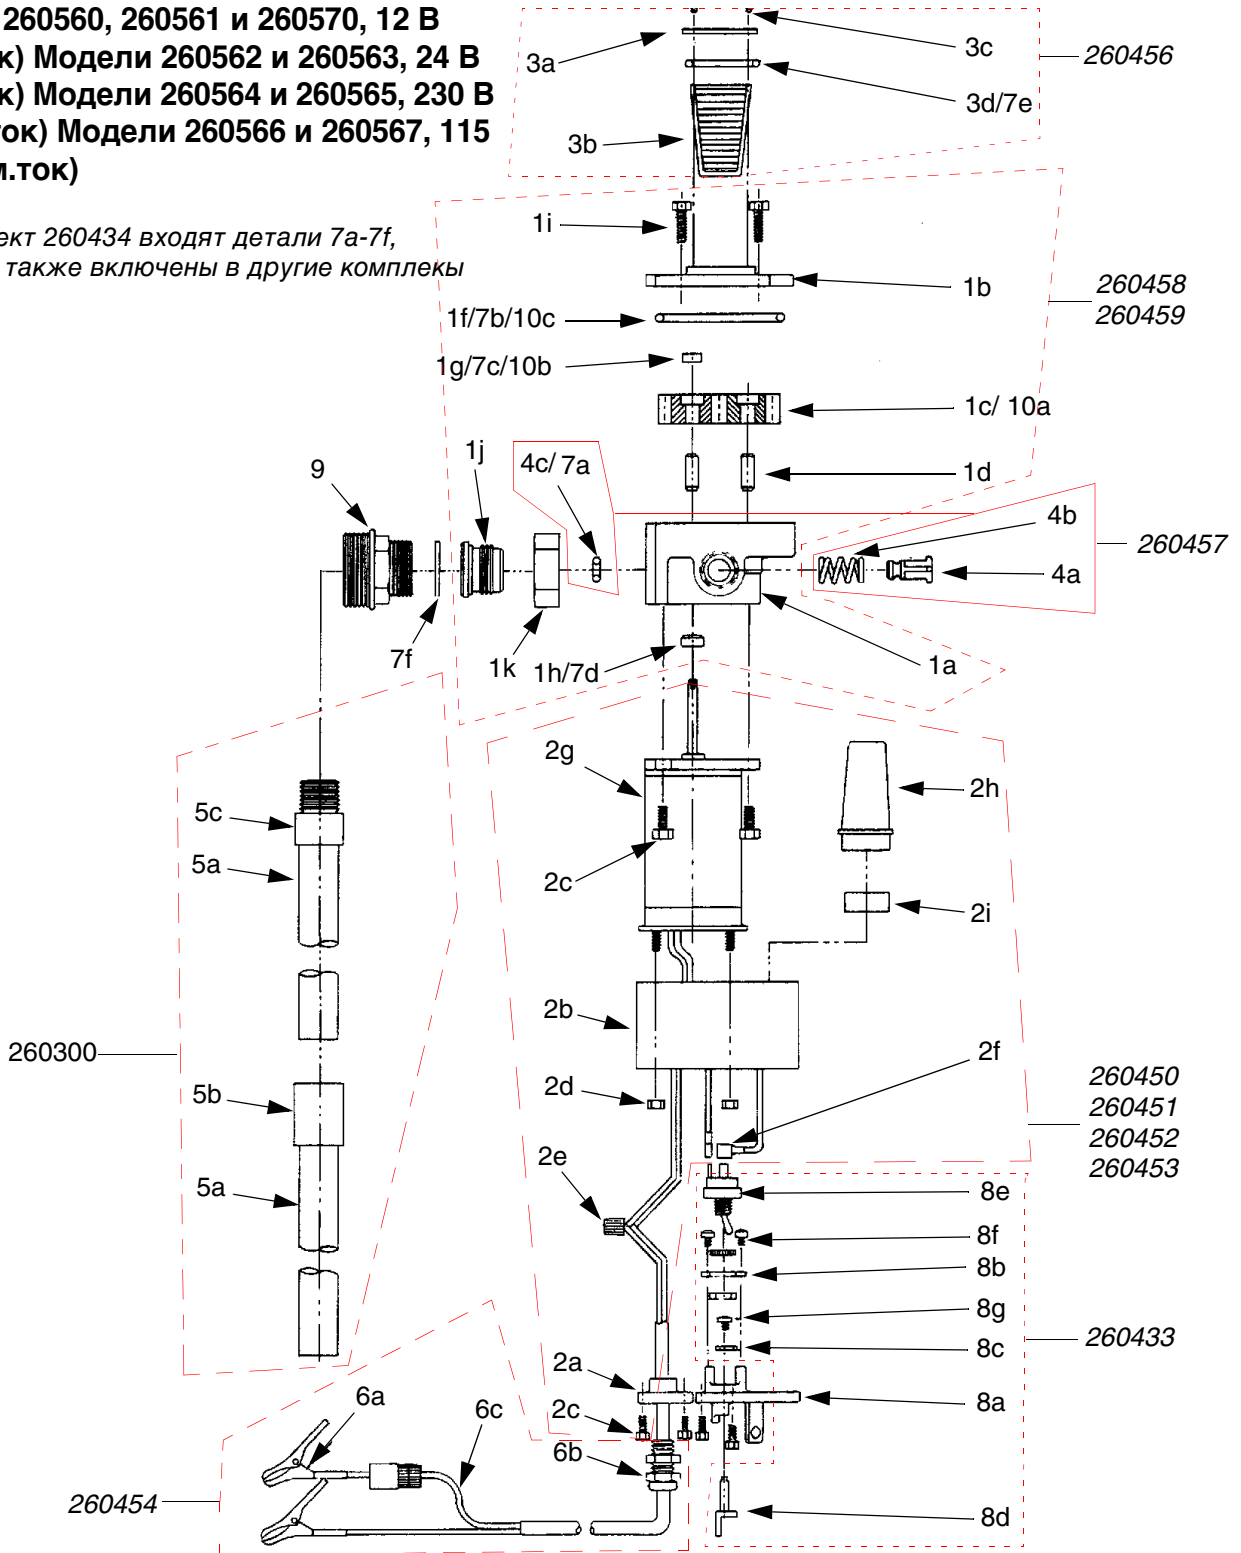 260560, 260561 и 260570, 12 В
к) Модели 260562 и 260563, 24 В
к) Модели 260564 и 260565, 230 В
ток) Модели 260566 и 260567, 115
м.ток)
ект 260434 входят детали 7a-7f,
также включены в другие комплекы
3a
3c
260456
3d/7e
3b
1i
1b
260458
260459
1f/7b/10c
1g/7c/10b
1c/ 10a
9
1j
4c/ 7a
1d
4b
260457
4a
7f
1k
1h/7d
1a
2g
2h
5c
5a
2c
2i
2b
2f
260300
2d
260450
260451
260452
260453
5b
2e
5a
8e
8f
8b
8g
8c
260433
2a
6a
6c
2c
8a
6b
260454
8d